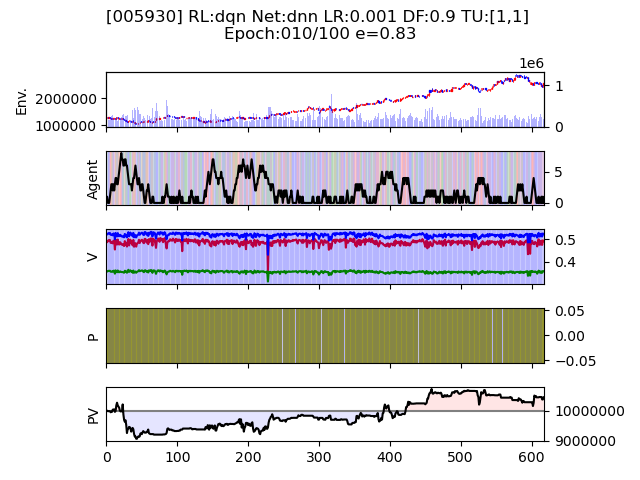 [005930] RL:dqn Net:dnn LR:0.001 DF:0.9 TU:[1,1]
Epoch:010/100 e=0.83
1e6
Env.
2000000
1000000
1
0
Agent
5
0
V
0.5
0.4
P
0.05
0.00
−0.05
PV
10000000
9000000
0 100 200 300 400 500 600